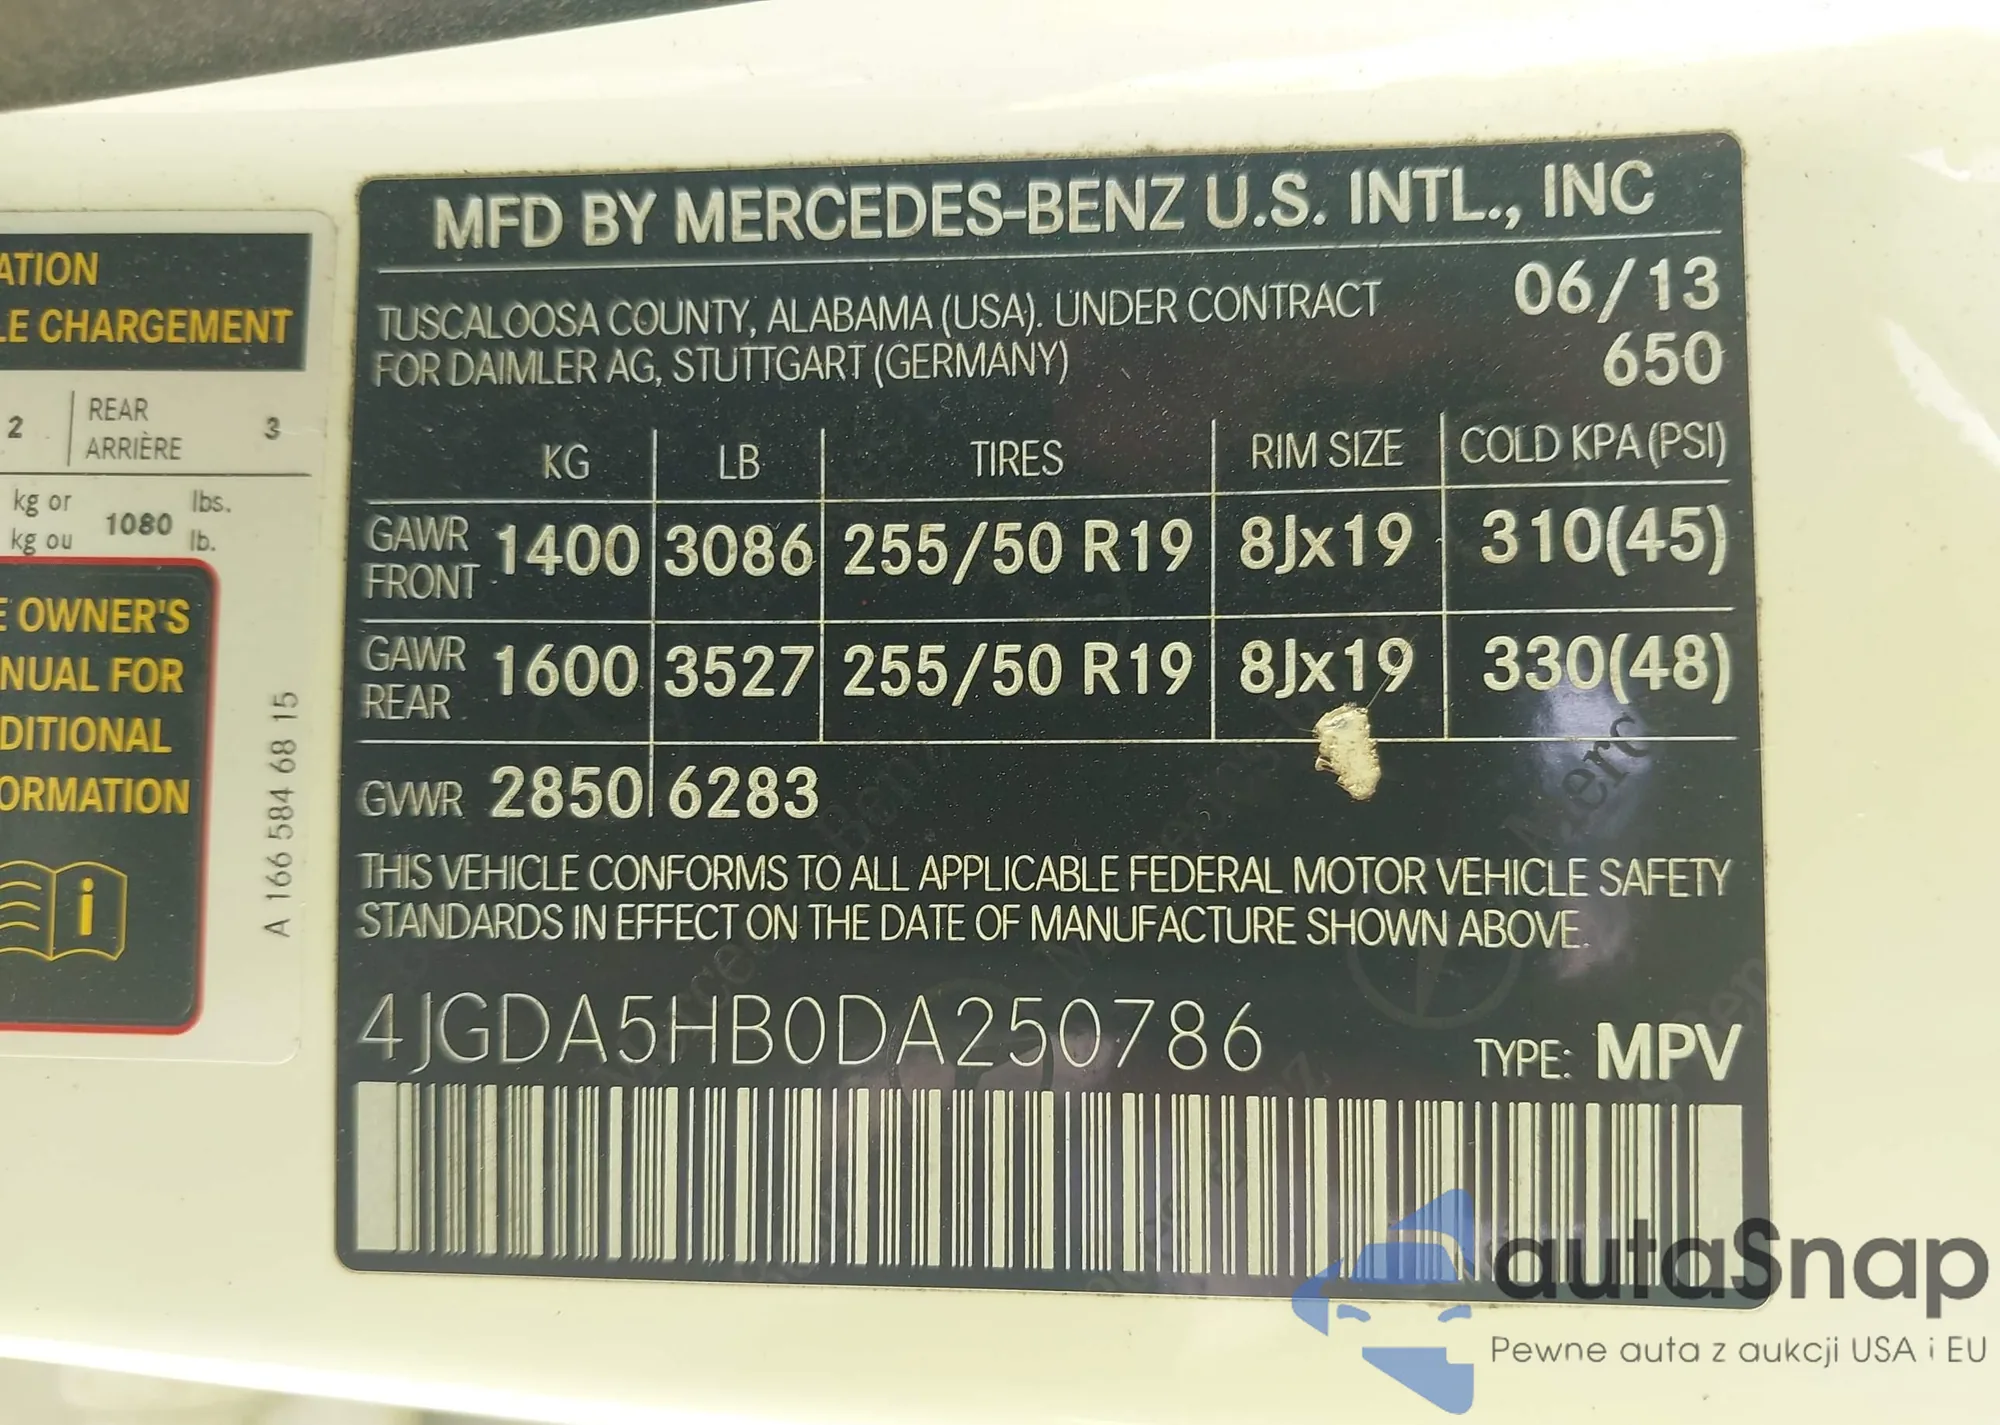 ATION
LE CHARGEMENT
2 REAR ARRIÈRE 3
kg or kg ou 1080 lbs. lb.
E OWNER'S
NUAL FOR
DITIONAL
ORMATION
i
A 166 584 68 15
MFD BY MERCEDES-BENZ U.S. INTL., INC
TUSCALOOSA COUNTY, ALABAMA (USA). UNDER CONTRACT 06/13
FOR DAIMLER AG, STUTTGART (GERMANY) 650
KG LB TIRES RIM SIZE COLD KPA (PSI)
GAWR FRONT 1400 3086 255/50 R19 8Jx19 310(45)
GAWR REAR 1600 3527 255/50 R19 8Jx19 330(48)
GVWR 2850 6283
THIS VEHICLE CONFORMS TO ALL APPLICABLE FEDERAL MOTOR VEHICLE SAFETY
STANDARDS IN EFFECT ON THE DATE OF MANUFACTURE SHOWN ABOVE.
4JGDA5HB0DA250786
TYPE: MPV
autaSnap
Pewne auta z aukcji USA i EU